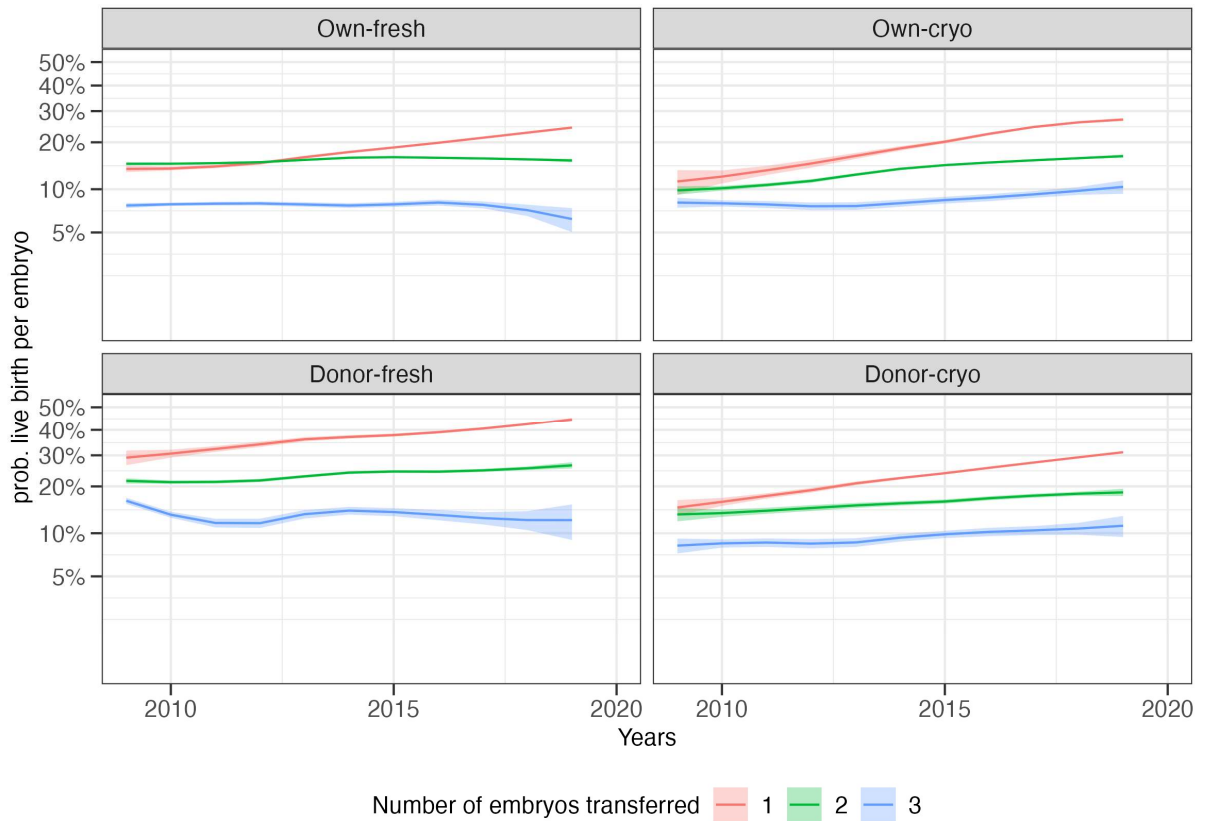 Own-fresh
Own-cryo
50%
40%
30%
20%
10%
5%
Donor-fresh
Donor-cryo
50%
40%
30%
20%
10%
5%
prob. live birth per embryo
2010
2015
2020
2010
2015
2020
Years
Number of embryos transferred 1 2 3